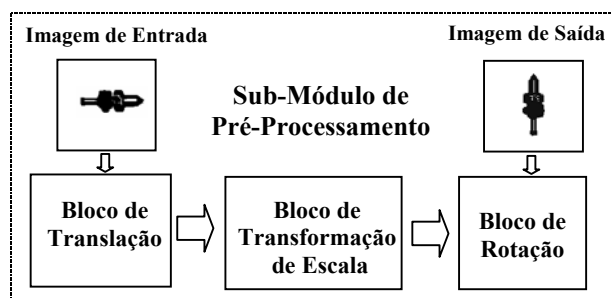 Imagem de Entrada
Imagem de Saída
Sub-Módulo de
Pré-Processamento
Bloco de
Translação
Bloco de
Transformação
de Escala
Bloco de
Rotação